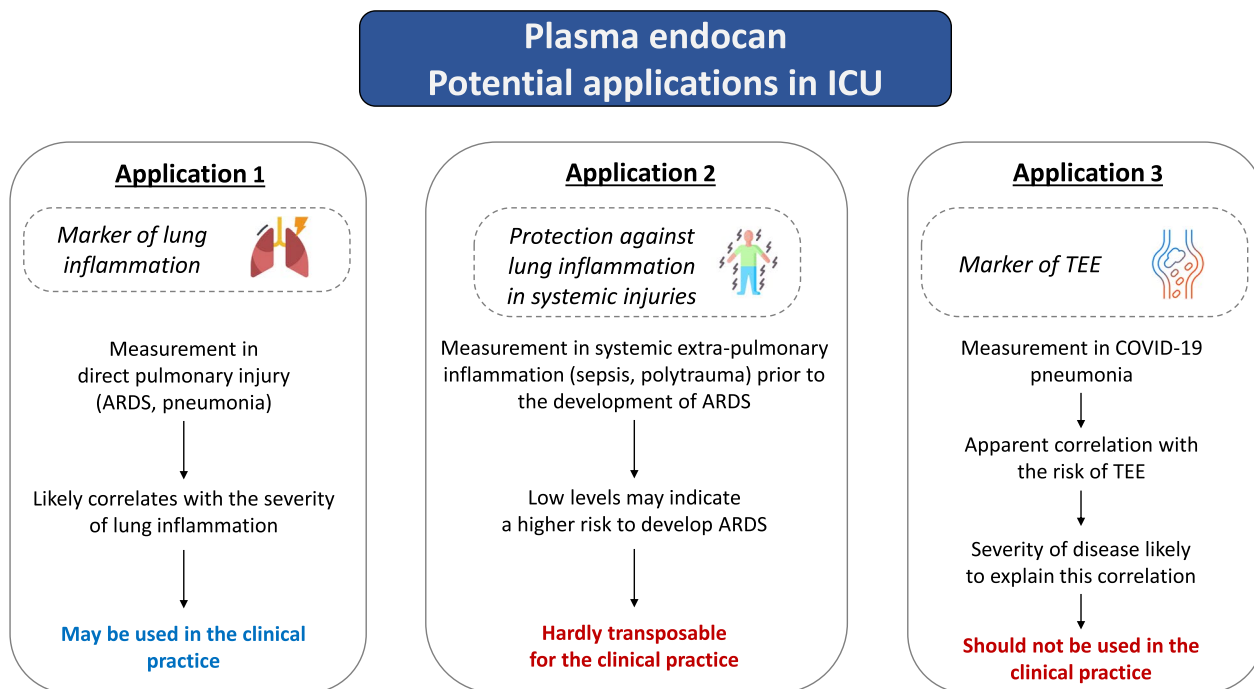 Plasma endocan
Potential applications in ICU
Application 1
Marker of lung
inflammation
Measurement in
direct pulmonary injury
(ARDS, pneumonia)
Likely correlates with the severity
of lung inflammation
May be used in the clinical
practice
Application 2
Protection against
lung inflammation
in systemic injuries
Measurement in systemic extra-pulmonary
inflammation (sepsis, polytrauma) prior to
the development of ARDS
Low levels may indicate
a higher risk to develop ARDS
Hardly transposable
for the clinical practice
Application 3
Marker of TEE
Measurement in COVID-19
pneumonia
Apparent correlation with
the risk of TEE
Severity of disease likely
to explain this correlation
Should not be used in the
clinical practice